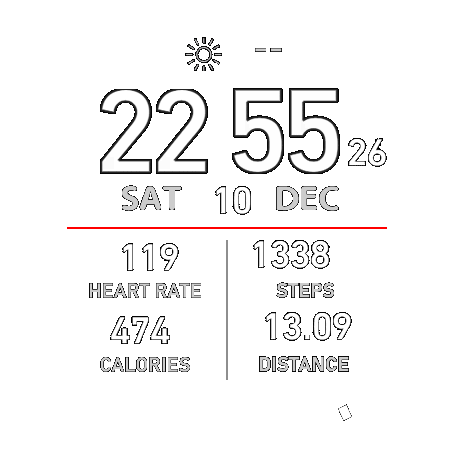 --
22 55 26
SAT 10 DEC
119 1338
HEART RATE STEPS
474 13.09
CALORIES DISTANCE